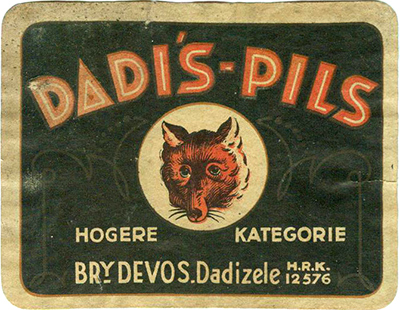 DADI'S-PILS
HOGERE KATEGORIE
BRY DEVOS. Dadizele H.R.K. 12576